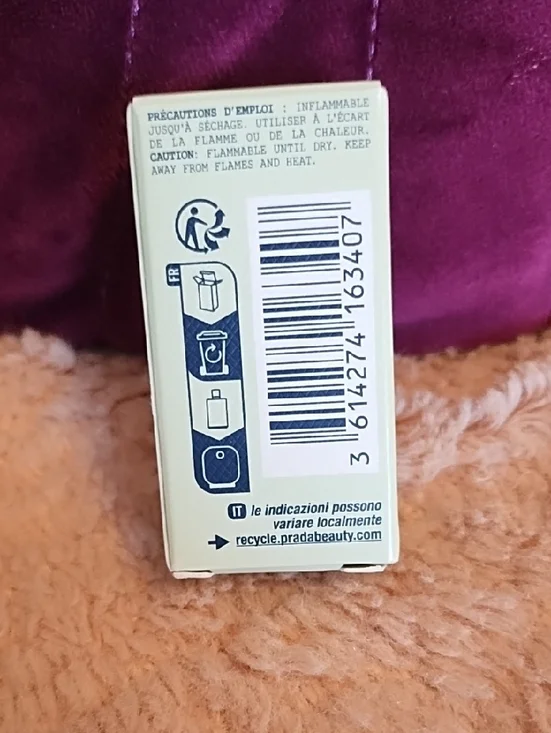 PRÉCAUTIONS D'EMPLOI : INFLAMMABLE
JUSQU'À SÉCHAGE. UTILISER À L'ÉCART
DE LA FLAMME OU DE LA CHALEUR.
CAUTION: FLAMMABLE UNTIL DRY. KEEP
AWAY FROM FLAMES AND HEAT.
FR
3 614274 163407
IT le indicazioni possono
variare localmente
recycle.pradabeauty.com